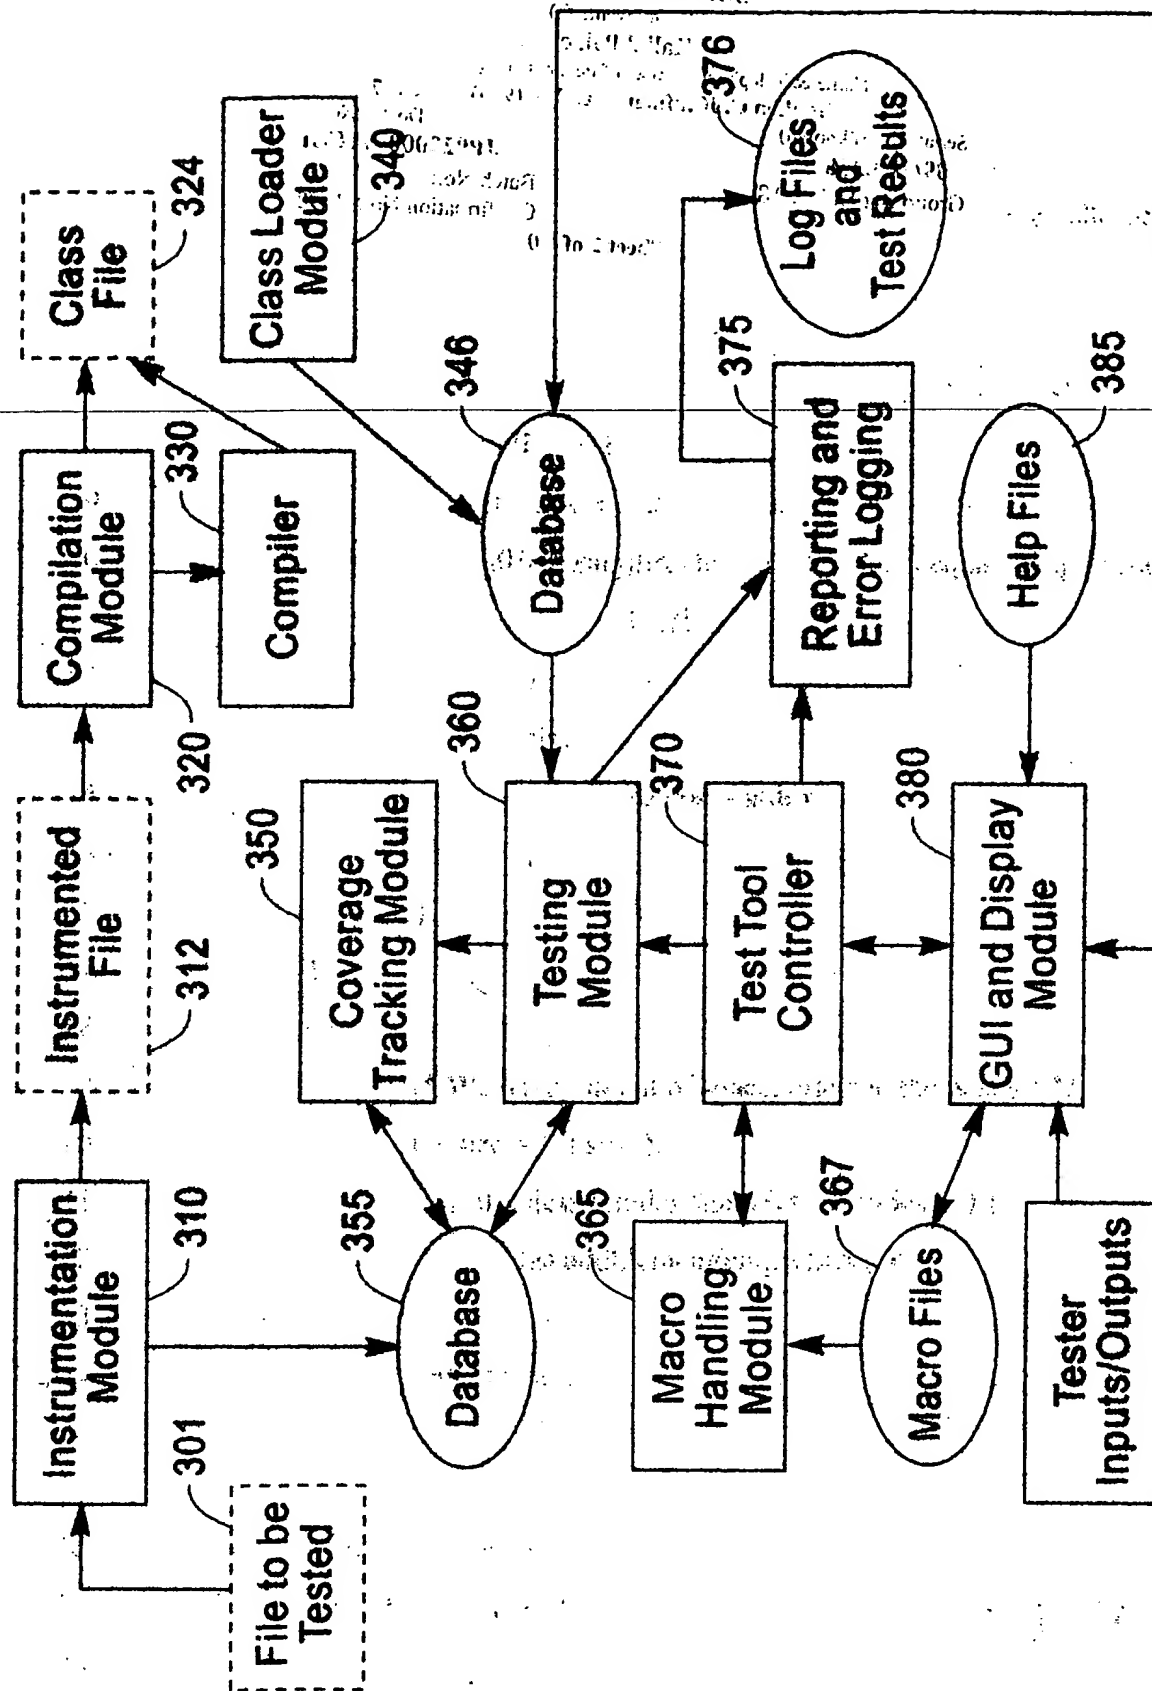 File to be
Tested
301
Instrumentation
Module
310
Instrumented
File
312
Compilation
Module
320
Compiler
330
Class
File
324
Class Loader
Module
340
Database
346
Database
355
Coverage
Tracking Module
350
Testing
Module
360
Macro
Handling
Module
365
Test Tool
Controller
370
Reporting and
Error Logging
375
Log Files
and
Test Results
376
Macro Files
367
GUI and Display
Module
380
Help Files
385
Tester
Inputs/Outputs